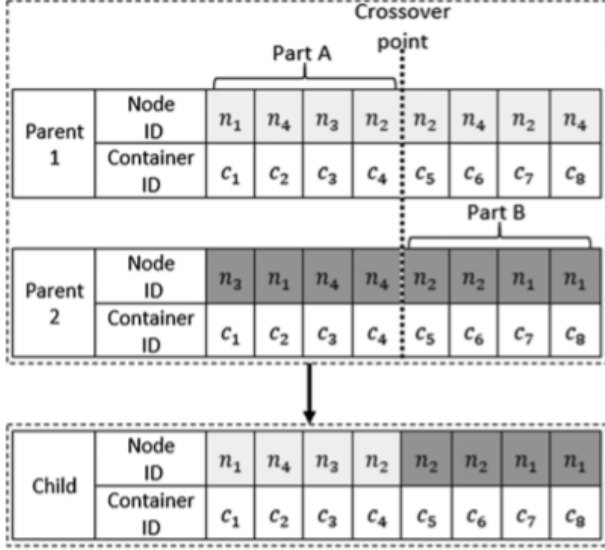 Crossover
point
Part A
Parent
1
Node
ID
n₁ n₄ n₃ n₂ n₂ n₄ n₂ n₄
Container
ID
c₁ c₂ c₃ c₄ c₅ c₆ c₇ c₈
Part B
Parent
2
Node
ID
n₃ n₁ n₄ n₄ n₂ n₂ n₁ n₁
Container
ID
c₁ c₂ c₃ c₄ c₅ c₆ c₇ c₈
Child
Node
ID
n₁ n₄ n₃ n₂ n₂ n₂ n₁ n₁
Container
ID
c₁ c₂ c₃ c₄ c₅ c₆ c₇ c₈